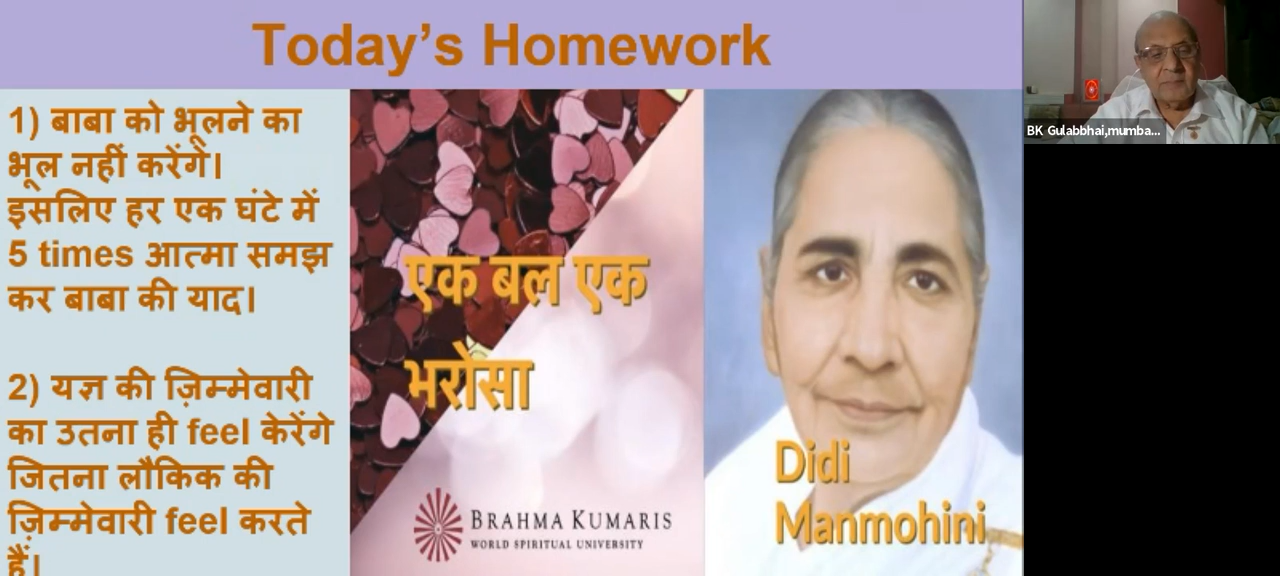 Today's Homework
1) बाबा को भूलने का
भूल नहीं करेंगे।
इसलिए हर एक घंटे में
5 times आत्मा समझ
कर बाबा की याद।
2) यज्ञ की ज़िम्मेवारी
का उतना ही feel केरेंगे
जितना लौकिक की
ज़िम्मेवारी feel करते
हैं।
एक बल एक
भरोसा
BRAHMA KUMARIS
WORLD SPIRITUAL UNIVERSITY
Didi
Manmohini
BK Gulabbhai,mumba...